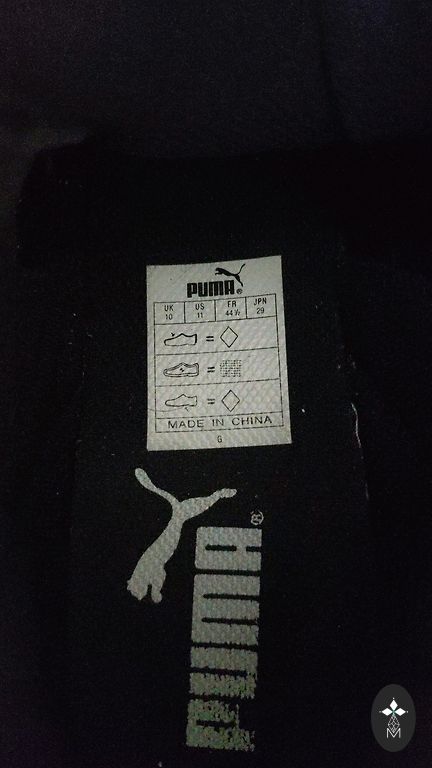 PUMA®
UK US FR JPN
10 11 44½ 29
=
=
=
MADE IN CHINA
G
PUMA®
M